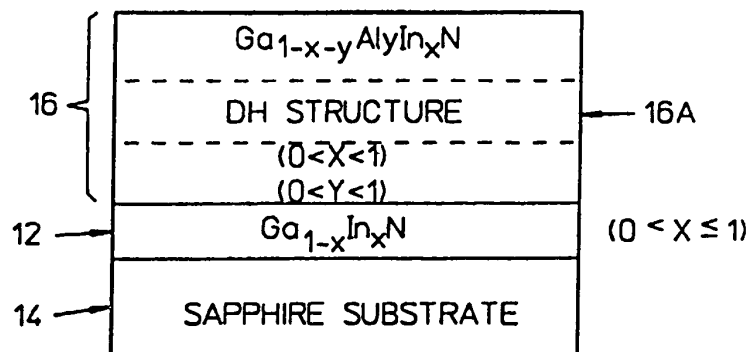 Ga1-x-yAlyInxN
16
DH STRUCTURE
16A
(0<X<1)
(0<Y<1)
12
Ga1-xInxN
(0 < X ≤ 1)
14
SAPPHIRE SUBSTRATE